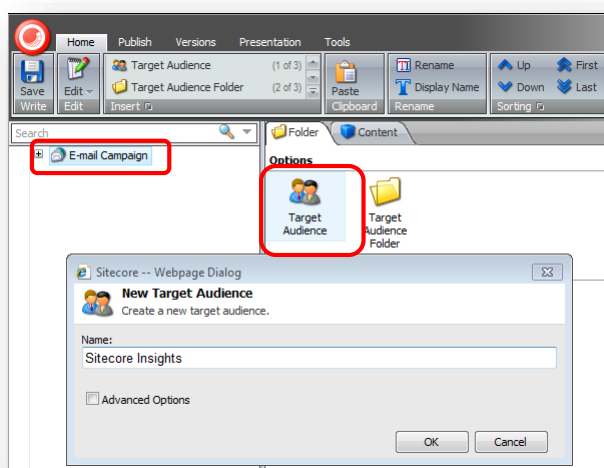 Home Publish Versions Presentation Tools
Save
Write
Edit
Edit
Target Audience (1 of 3)
Target Audience Folder (2 of 3)
Insert
Paste
Clipboard
Rename
Display Name
Rename
Up First
Down Last
Sorting
Search
E-mail Campaign
Folder Content
Options
Target
Audience
Target
Audience
Folder
Sitecore -- Webpage Dialog
New Target Audience
Create a new target audience.
Name:
Sitecore Insights
Advanced Options
OK Cancel